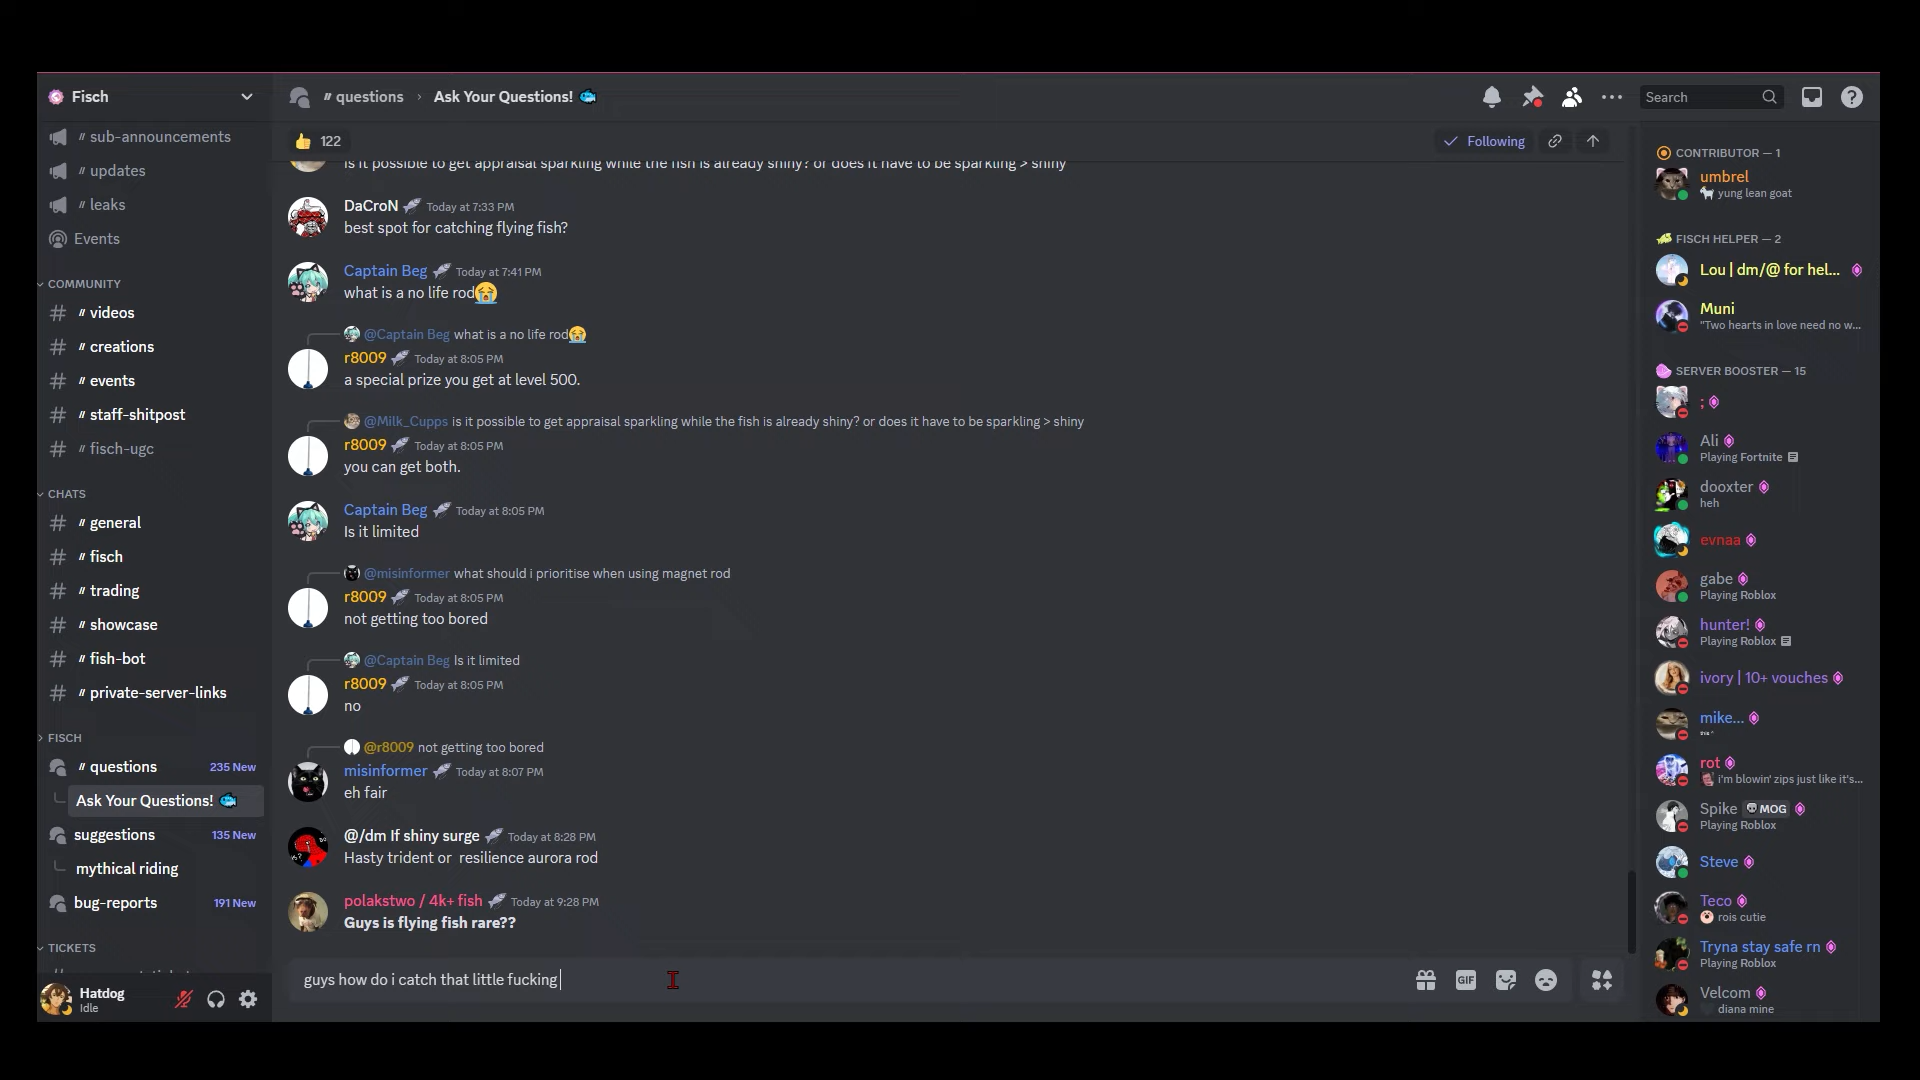 Fisch
〃questions › Ask Your Questions!
Search
〃sub-announcements
〃updates
〃leaks
Events
COMMUNITY
〃videos
〃creations
〃events
〃staff-shitpost
〃fisch-ugc
CHATS
〃general
〃fisch
〃trading
〃showcase
〃fish-bot
〃private-server-links
FISCH
〃questions 235 New
Ask Your Questions!
suggestions 135 New
mythical riding
bug-reports 191 New
TICKETS
Hatdog
Idle
122
Following
is it possible to get appraisal sparkling while the fish is already shiny? or does it have to be sparkling > shiny
DaCroN Today at 7:33 PM
best spot for catching flying fish?
Captain Beg Today at 7:41 PM
what is a no life rod😭
@Captain Beg what is a no life rod😭
r8009 Today at 8:05 PM
a special prize you get at level 500.
@Milk_Cupps is it possible to get appraisal sparkling while the fish is already shiny? or does it have to be sparkling > shiny
r8009 Today at 8:05 PM
you can get both.
Captain Beg Today at 8:05 PM
Is it limited
@misinformer what should i prioritise when using magnet rod
r8009 Today at 8:05 PM
not getting too bored
@Captain Beg Is it limited
r8009 Today at 8:05 PM
no
@r8009 not getting too bored
misinformer Today at 8:07 PM
eh fair
@/dm If shiny surge Today at 8:28 PM
Hasty trident or resilience aurora rod
polakstwo / 4k+ fish Today at 9:28 PM
Guys is flying fish rare??
guys how do i catch that little fucking
GIF
CONTRIBUTOR — 1
umbrel
yung lean goat
FISCH HELPER — 2
Lou | dm/@ for hel...
Muni
"Two hearts in love need no w...
SERVER BOOSTER — 15
;
Ali
Playing Fortnite
dooxter
heh
evnaa
gabe
Playing Roblox
hunter!
Playing Roblox
ivory | 10+ vouches
mike...
rot
i'm blowin' zips just like it's...
Spike MOG
Playing Roblox
Steve
Teco
rois cutie
Tryna stay safe rn
Playing Roblox
Velcom
diana mine